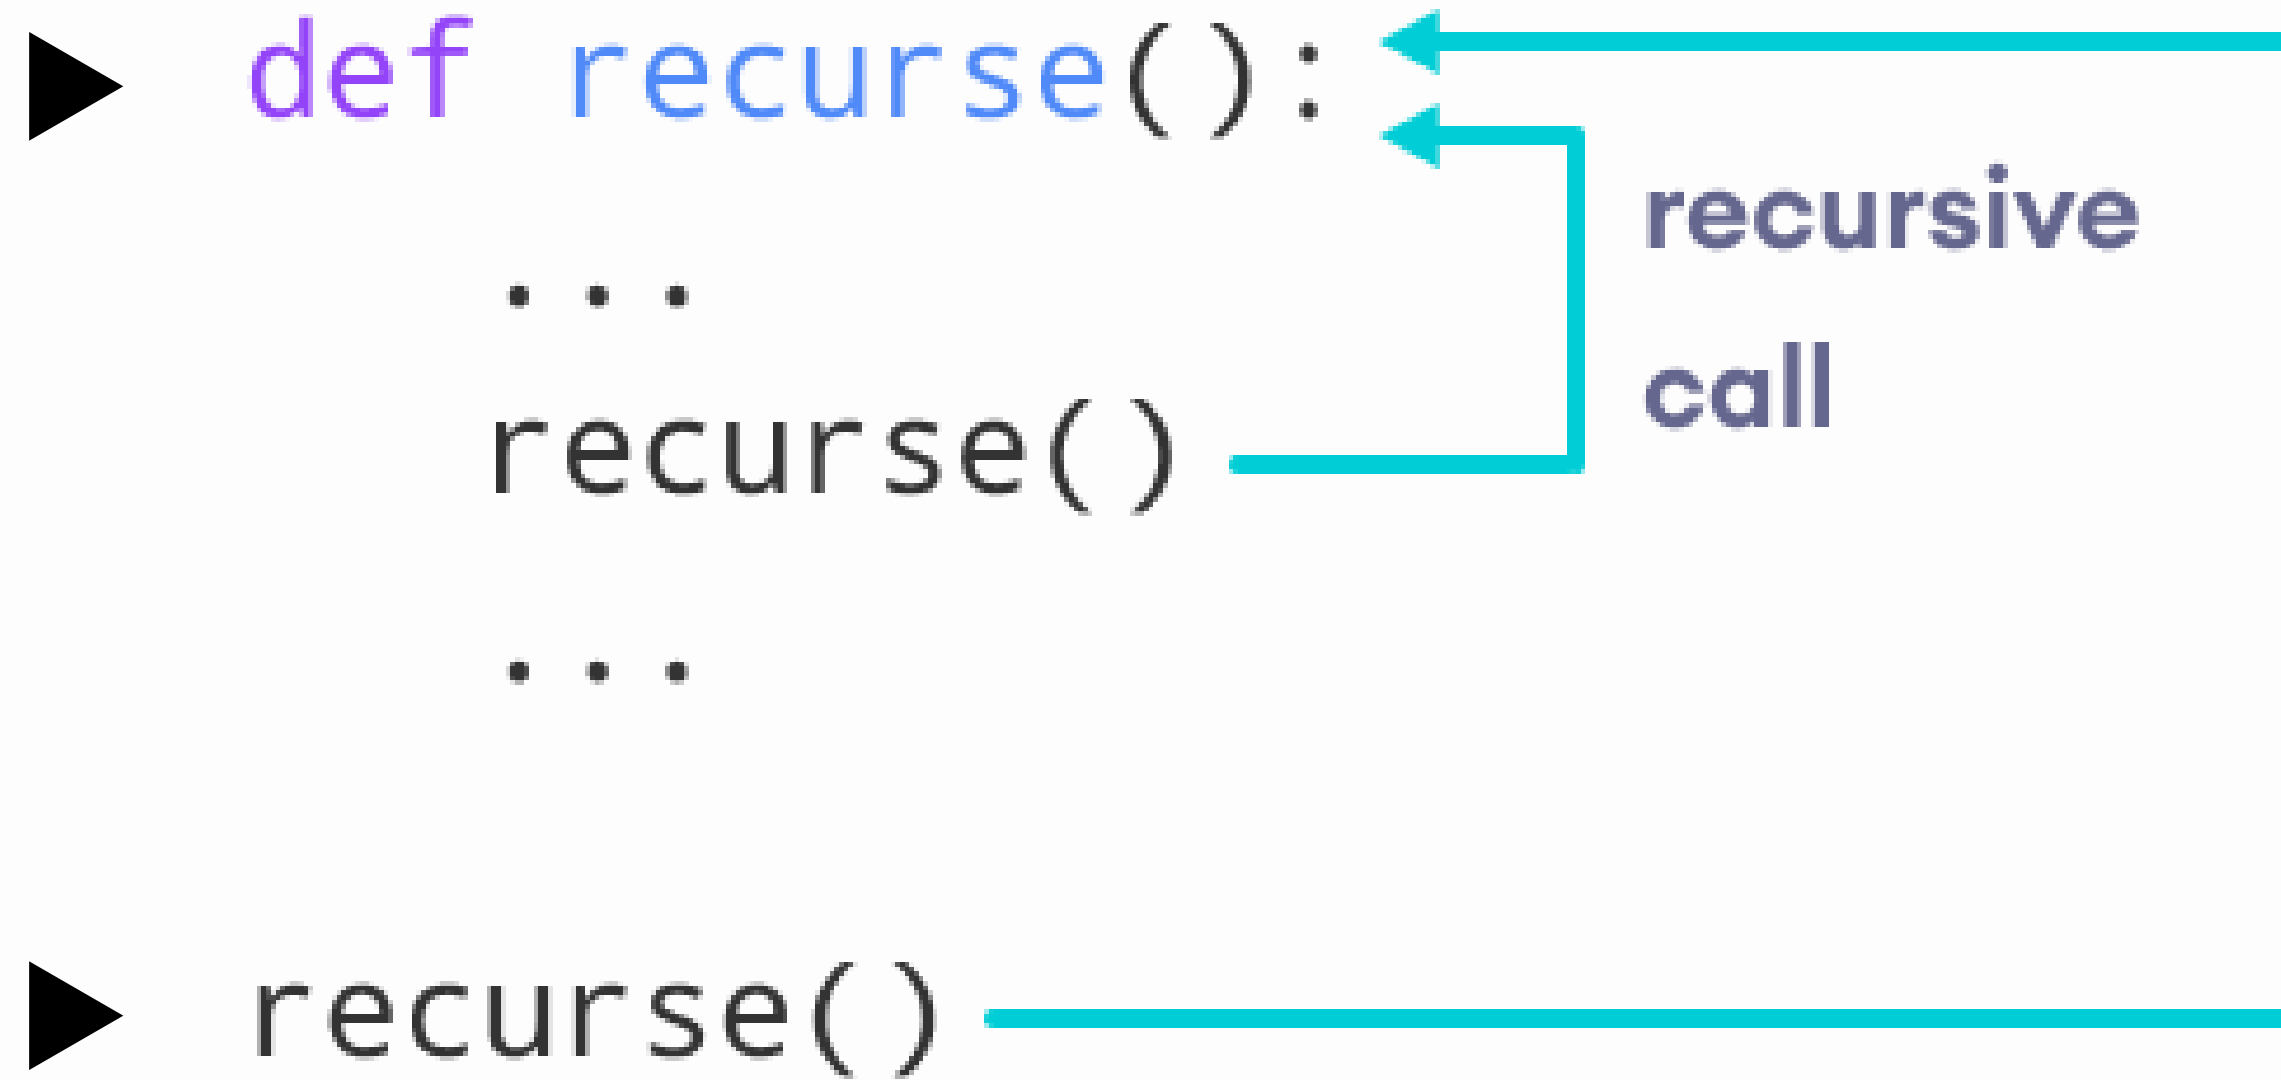 def recurse():
recursive
...
call
recurse()
...
recurse()